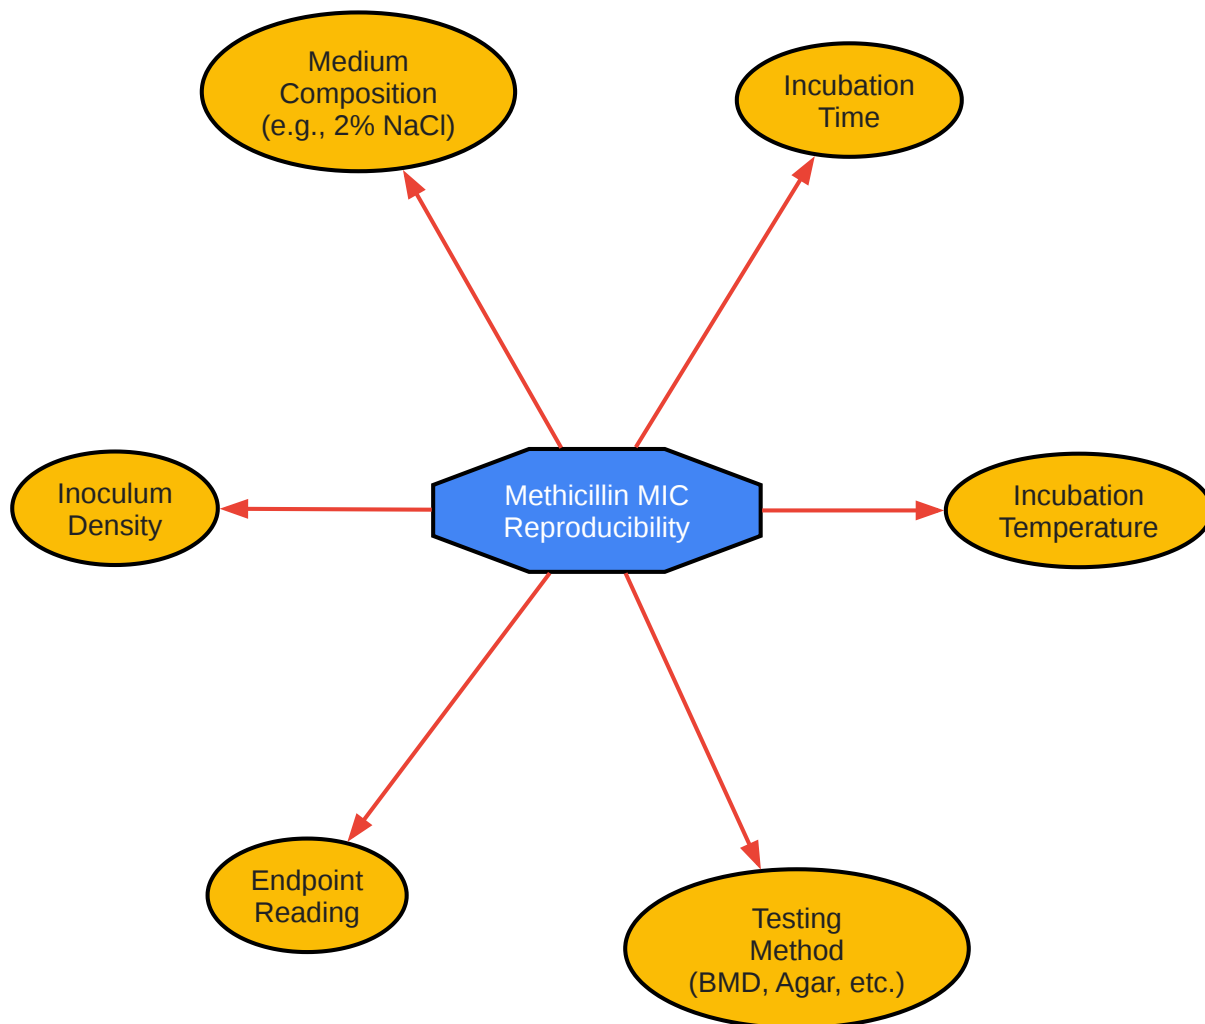 Medium
Composition
(e.g., 2% NaCl)
Incubation
Time
Inoculum
Density
Methicillin MIC
Reproducibility
Incubation
Temperature
Endpoint
Reading
Testing
Method
(BMD, Agar, etc.)